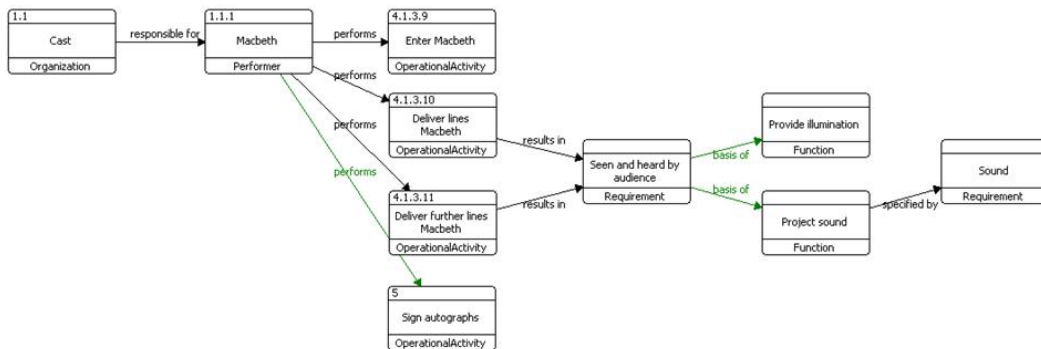 1.1
Cast
Organization
responsible for
1.1.1
Macbeth
Performer
performs
4.1.3.9
Enter Macbeth
OperationalActivity
performs
4.1.3.10
Deliver lines
Macbeth
OperationalActivity
performs
4.1.3.11
Deliver further lines
Macbeth
OperationalActivity
performs
5
Sign autographs
OperationalActivity
results in
results in
Seen and heard by
audience
Requirement
basis of
Provide illumination
Function
basis of
Project sound
Function
specified by
Sound
Requirement